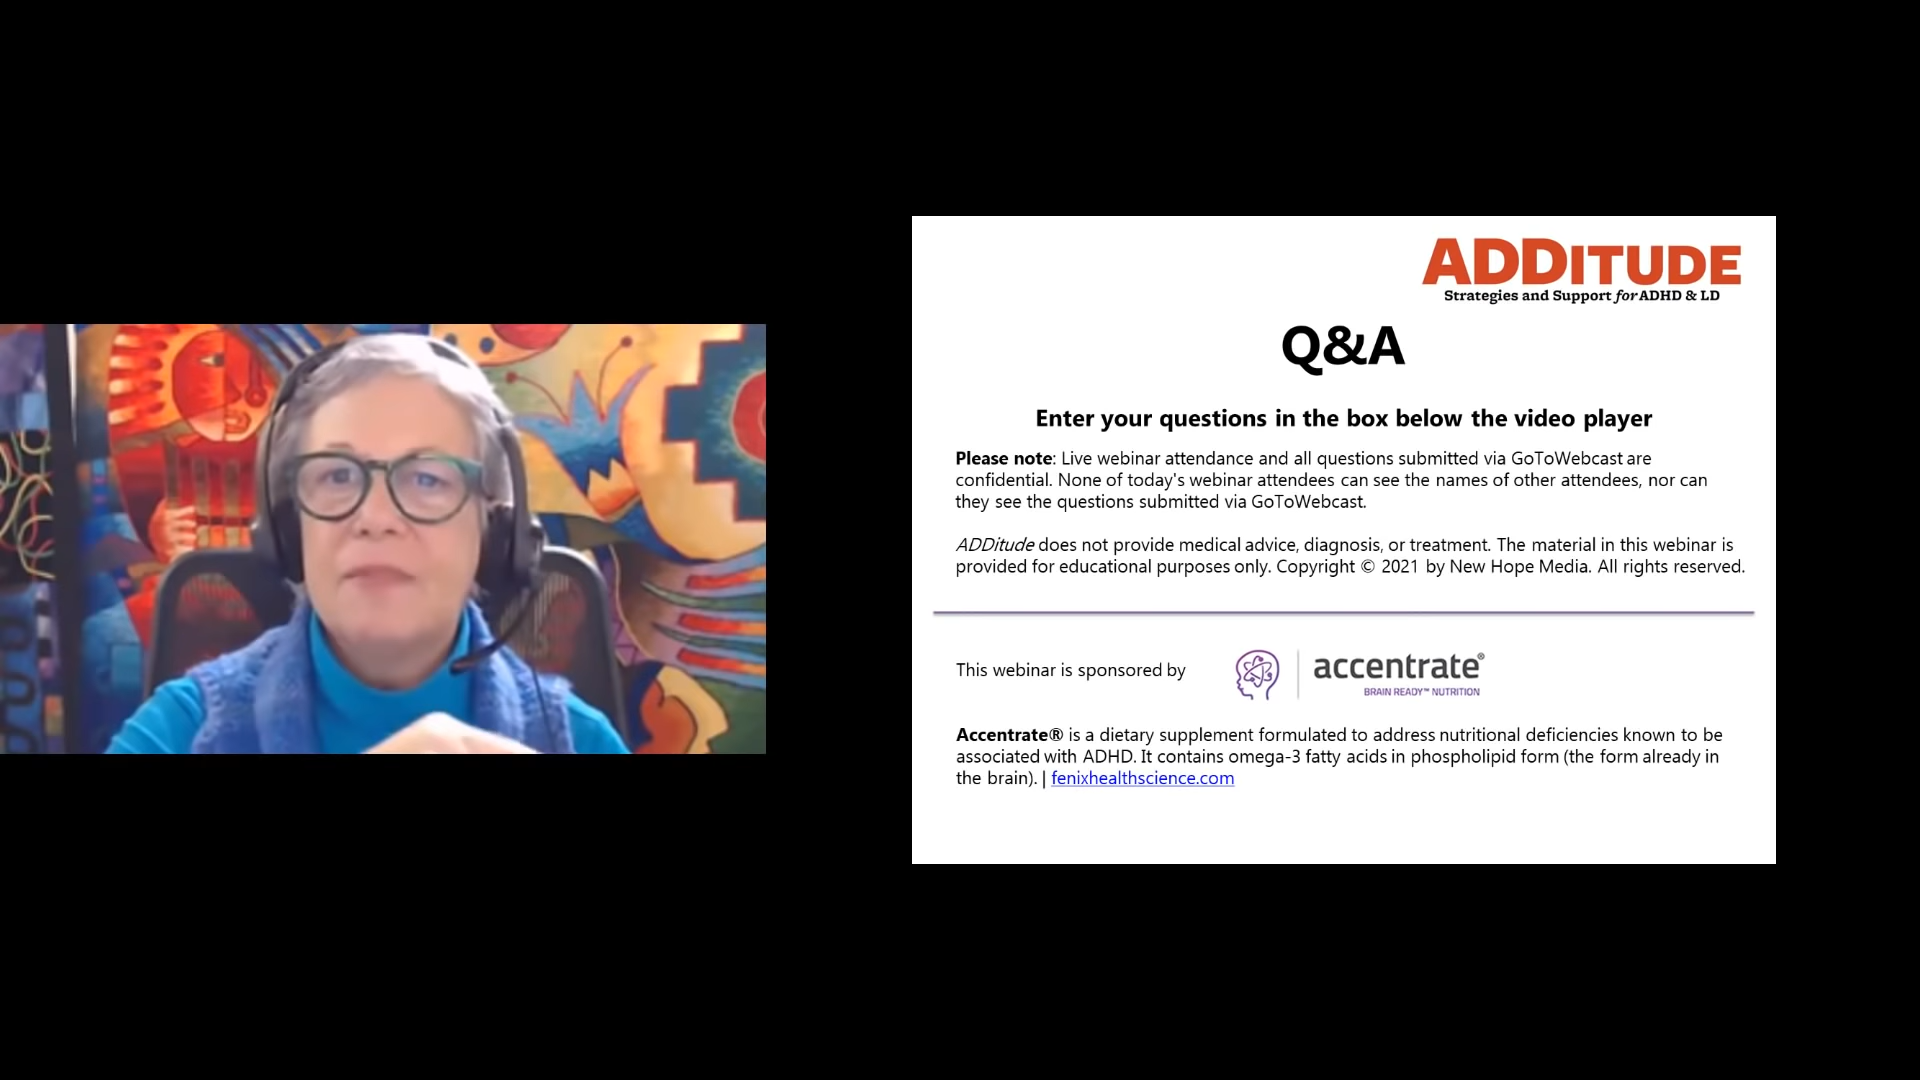 ADDITUDE
Strategies and Support for ADHD & LD
Q&A
Enter your questions in the box below the video player
Please note: Live webinar attendance and all questions submitted via GoToWebcast are
confidential. None of today's webinar attendees can see the names of other attendees, nor can
they see the questions submitted via GoToWebcast.
ADDitude does not provide medical advice, diagnosis, or treatment. The material in this webinar is
provided for educational purposes only. Copyright © 2021 by New Hope Media. All rights reserved.
This webinar is sponsored by
accentrate®
BRAIN READY™ NUTRITION
Accentrate® is a dietary supplement formulated to address nutritional deficiencies known to be
associated with ADHD. It contains omega-3 fatty acids in phospholipid form (the form already in
the brain). | fenixhealthscience.com